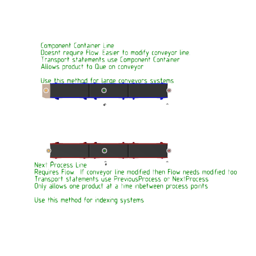 Component Container Line
Doesnt require Flow. Easier to modify conveyor line
Transport statements use Component Container
Allows product to Que on conveyor
Use this method for large conveyors systems
Next Process Line
Requires Flow. If conveyor line modified then Flow needs modified too
Transport statements use PreviousProcess or NextProcess
Only allows one product at a time inbetween process points
Use this method for indexing systems